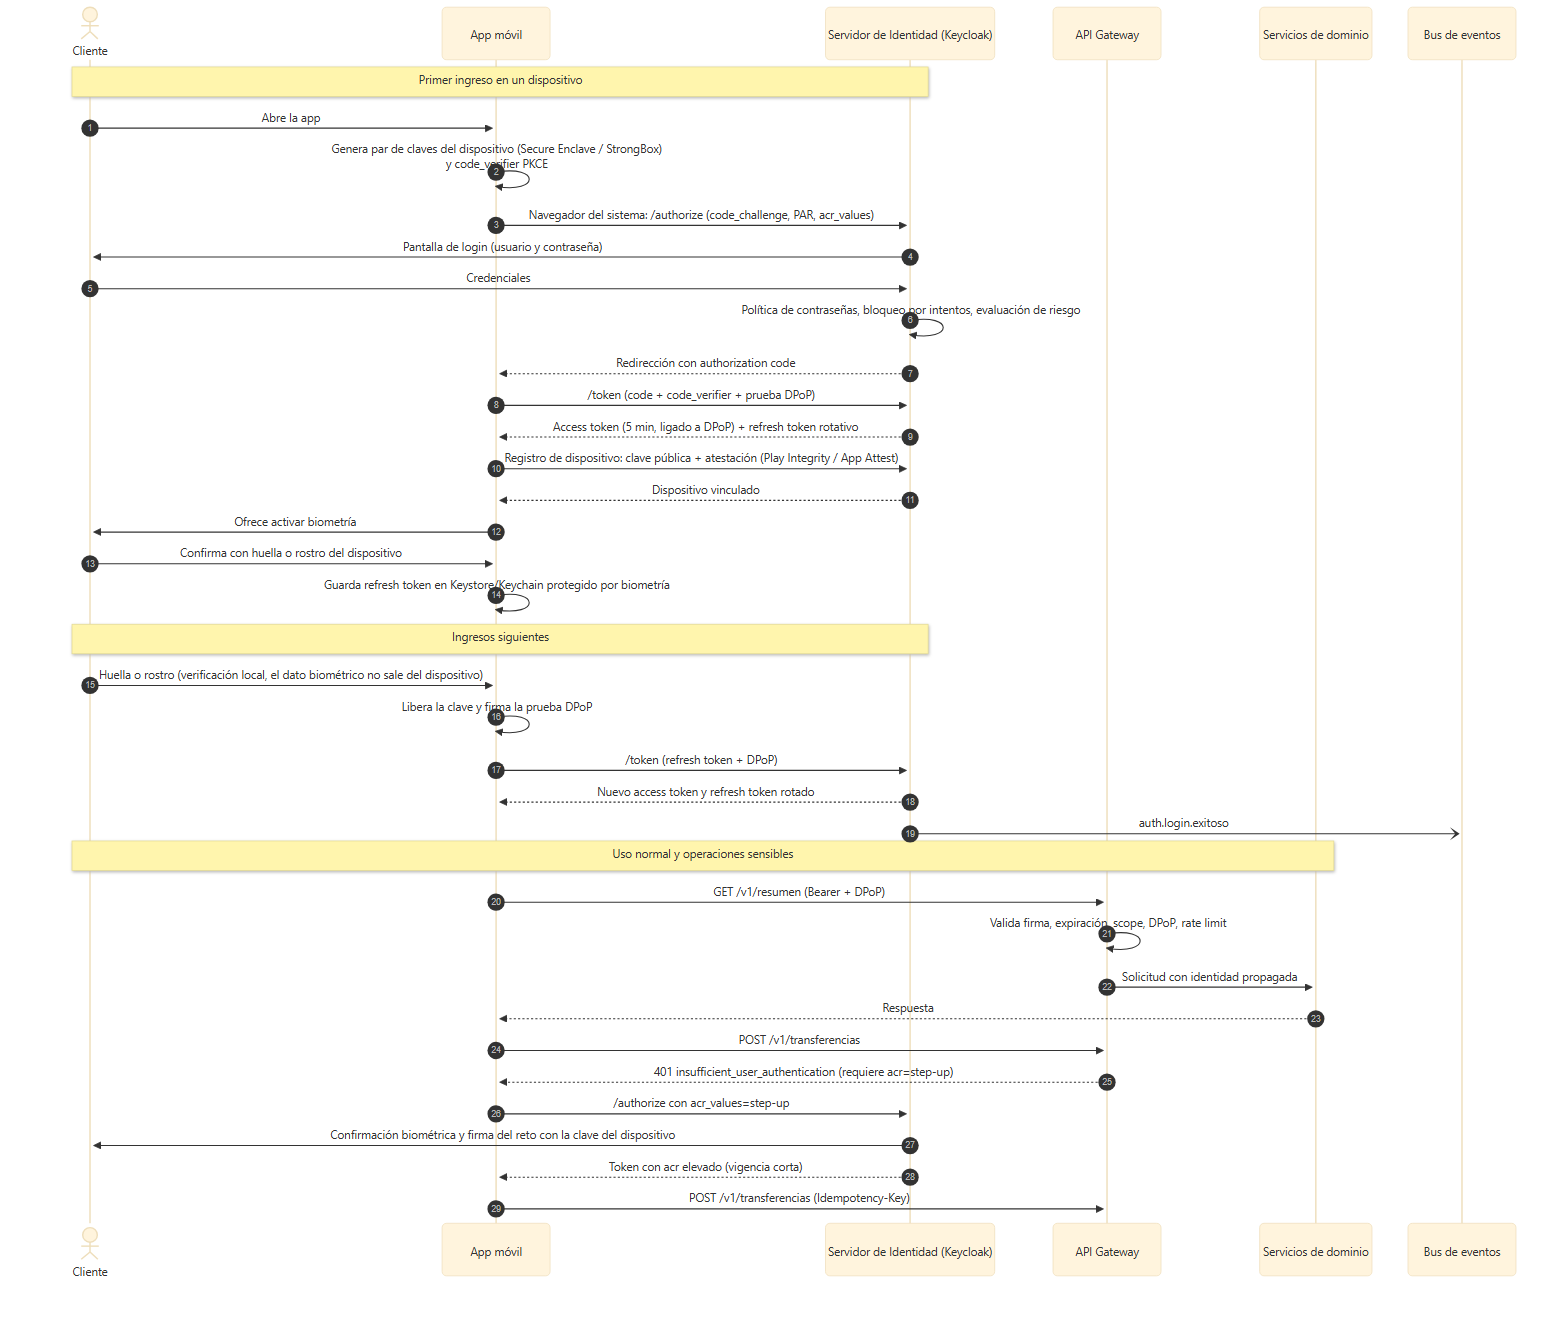 Cliente
App móvil
Servidor de Identidad (Keycloak)
API Gateway
Servicios de dominio
Bus de eventos
Primer ingreso en un dispositivo
1
Abre la app
Genera par de claves del dispositivo (Secure Enclave / StrongBox)
y code_verifier PKCE
2
3
Navegador del sistema: /authorize (code_challenge, PAR, acr_values)
Pantalla de login (usuario y contraseña)
4
5
Credenciales
Política de contraseñas, bloqueo por intentos, evaluación de riesgo
6
Redirección con authorization code
7
8
/token (code + code_verifier + prueba DPoP)
Access token (5 min, ligado a DPoP) + refresh token rotativo
9
10
Registro de dispositivo: clave pública + atestación (Play Integrity / App Attest)
Dispositivo vinculado
11
Ofrece activar biometría
12
13
Confirma con huella o rostro del dispositivo
Guarda refresh token en Keystore/Keychain protegido por biometría
14
Ingresos siguientes
15
Huella o rostro (verificación local, el dato biométrico no sale del dispositivo)
Libera la clave y firma la prueba DPoP
16
17
/token (refresh token + DPoP)
Nuevo access token y refresh token rotado
18
19
auth.login.exitoso
Uso normal y operaciones sensibles
20
GET /v1/resumen (Bearer + DPoP)
Valida firma, expiración, scope, DPoP, rate limit
21
22
Solicitud con identidad propagada
Respuesta
23
24
POST /v1/transferencias
401 insufficient_user_authentication (requiere acr=step-up)
25
26
/authorize con acr_values=step-up
Confirmación biométrica y firma del reto con la clave del dispositivo
27
Token con acr elevado (vigencia corta)
28
29
POST /v1/transferencias (Idempotency-Key)
Cliente
App móvil
Servidor de Identidad (Keycloak)
API Gateway
Servicios de dominio
Bus de eventos